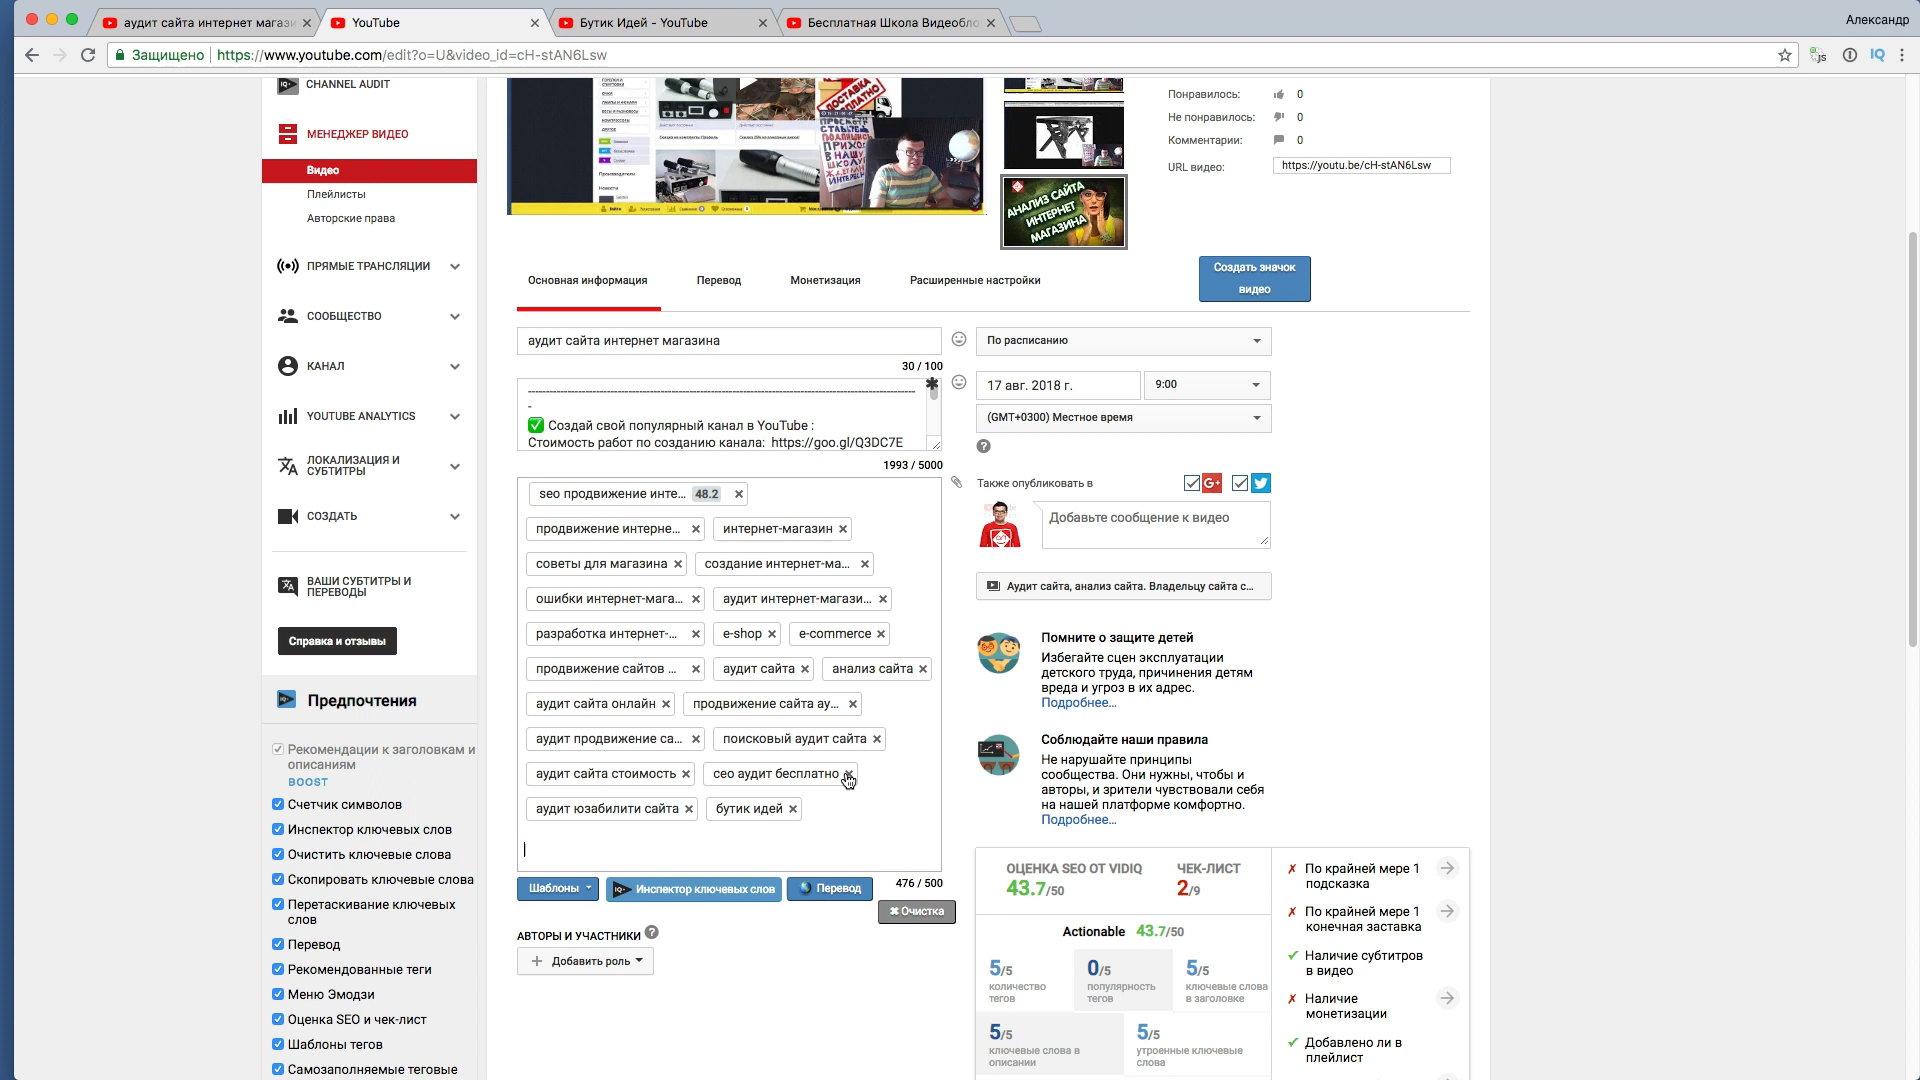 аудит сайта интернет магази
YouTube
Бутик Идей - YouTube
Бесплатная Школа Видеобло
Александр
Защищено
https://www.youtube.com/edit?o=U&video_id=cH-stAN6Lsw
CHANNEL AUDIT
МЕНЕДЖЕР ВИДЕО
Видео
Плейлисты
Авторские права
ПРЯМЫЕ ТРАНСЛЯЦИИ
СООБЩЕСТВО
КАНАЛ
YOUTUBE ANALYTICS
ЛОКАЛИЗАЦИЯ И
СУБТИТРЫ
СОЗДАТЬ
ВАШИ СУБТИТРЫ И
ПЕРЕВОДЫ
Справка и отзывы
Предпочтения
Рекомендации к заголовкам и
описаниям
BOOST
Счетчик символов
Инспектор ключевых слов
Очистить ключевые слова
Скопировать ключевые слова
Перетаскивание ключевых
слов
Перевод
Рекомендованные теги
Меню Эмодзи
Оценка SEO и чек-лист
Шаблоны тегов
Самозаполняемые теговые
ДОСТАВКА
БЕСПЛАТНО
АНАЛИЗ САЙТА
ИНТЕРНЕТ
МАГАЗИНА
Понравилось: 0
Не понравилось: 0
Комментарии: 0
URL видео: https://youtu.be/cH-stAN6Lsw
Основная информация
Перевод
Монетизация
Расширенные настройки
Создать значок
видео
аудит сайта интернет магазина
30 / 100
✅ Создай свой популярный канал в YouTube :
Стоимость работ по созданию канала: https://goo.gl/Q3DC7E
1993 / 5000
seo продвижение инте... 48.2
продвижение интерне...
интернет-магазин
советы для магазина
создание интернет-ма...
ошибки интернет-мага...
аудит интернет-магази...
разработка интернет-...
e-shop
e-commerce
продвижение сайтов ...
аудит сайта
анализ сайта
аудит сайта онлайн
продвижение сайта ау...
аудит продвижение са...
поисковый аудит сайта
аудит сайта стоимость
сео аудит бесплатно
аудит юзабилити сайта
бутик идей
Шаблоны
Инспектор ключевых слов
Перевод
476 / 500
Очистка
АВТОРЫ И УЧАСТНИКИ
Добавить роль
По расписанию
17 авг. 2018 г.
9:00
(GMT+0300) Местное время
Также опубликовать в
G+
Добавьте сообщение к видео
Аудит сайта, анализ сайта. Владельцу сайта с...
Помните о защите детей
Избегайте сцен эксплуатации
детского труда, причинения детям
вреда и угроз в их адрес.
Подробнее...
Соблюдайте наши правила
Не нарушайте принципы
сообщества. Они нужны, чтобы и
авторы, и зрители чувствовали себя
на нашей платформе комфортно.
Подробнее...
ОЦЕНКА SEO ОТ VIDIQ
43.7/50
ЧЕК-ЛИСТ
2/9
Actionable 43.7/50
5/5
количество
тегов
0/5
популярность
тегов
5/5
ключевые слова
в заголовке
5/5
ключевые слова в
описании
5/5
утроенные ключевые
слова
По крайней мере 1
подсказка
По крайней мере 1
конечная заставка
Наличие субтитров
в видео
Наличие
монетизации
Добавлено ли в
плейлист